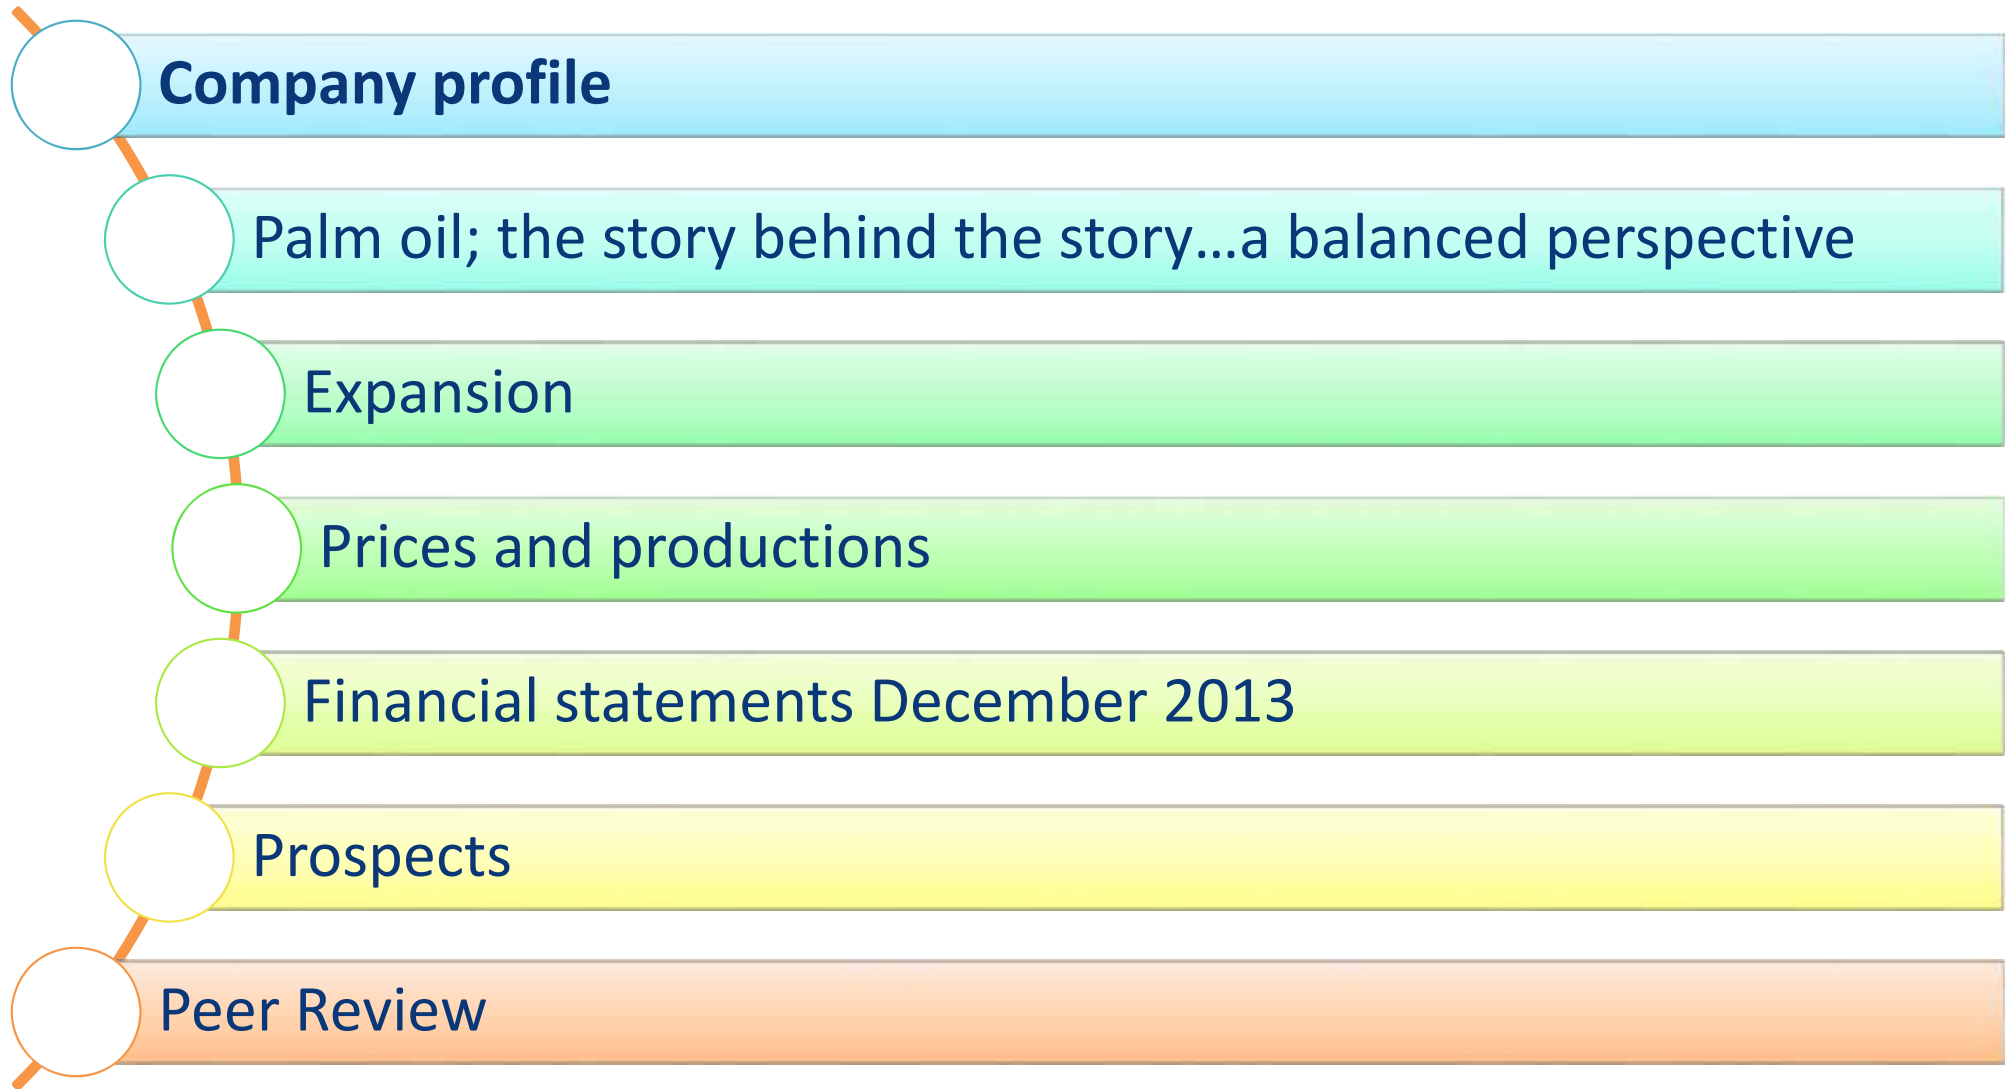 Company profile
Palm oil; the story behind the story...a balanced perspective
Expansion
Prices and productions
Financial statements December 2013
Prospects
Peer Review